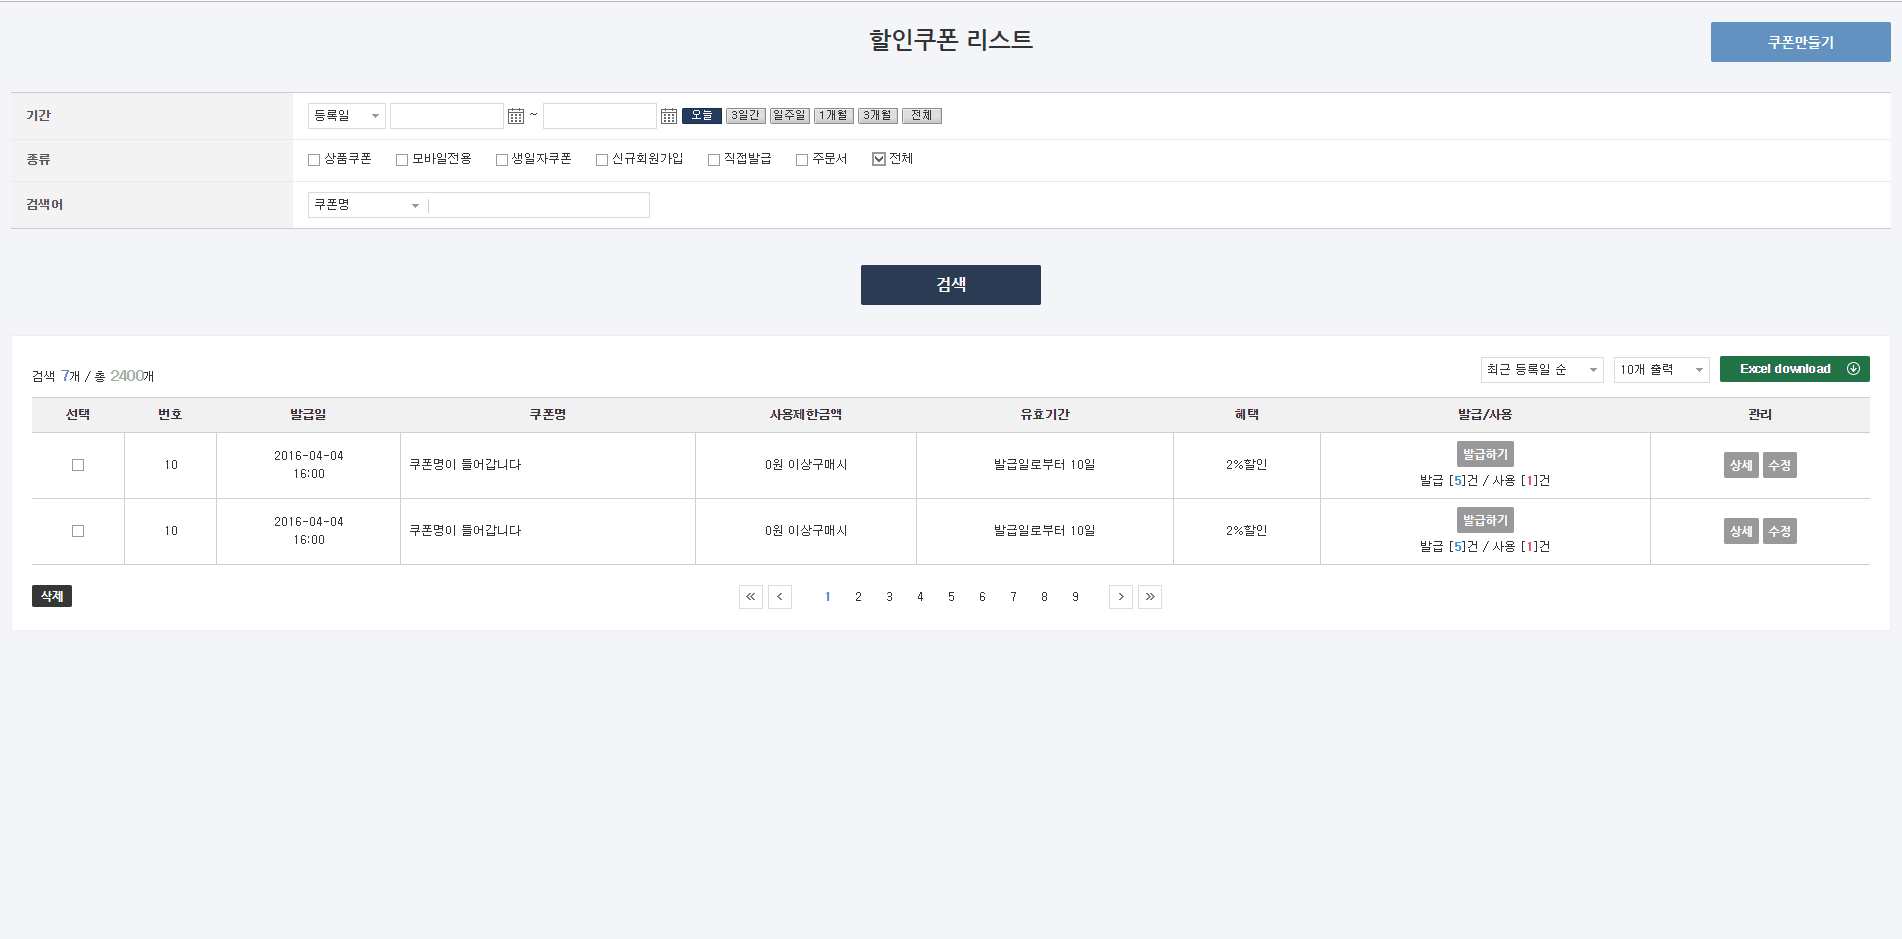 할인쿠폰 리스트
쿠폰만들기
기간 등록일 ~ 오늘 3일간 일주일 1개월 3개월 전체
종류 상품쿠폰 모바일전용 생일자쿠폰 신규회원가입 직접발급 주문서 전체
검색어 쿠폰명
검색
검색 7개 / 총 2400개 최근 등록일 순 10개 출력 Excel download
선택 번호 발급일 쿠폰명 사용제한금액 유효기간 혜택 발급/사용 관리
10 2016-04-04 16:00 쿠폰명이 들어갑니다 0원 이상구매시 발급일로부터 10일 2%할인 발급하기 발급 [5]건 / 사용 [1]건 상세 수정
10 2016-04-04 16:00 쿠폰명이 들어갑니다 0원 이상구매시 발급일로부터 10일 2%할인 발급하기 발급 [5]건 / 사용 [1]건 상세 수정
삭제 « < 1 2 3 4 5 6 7 8 9 > »